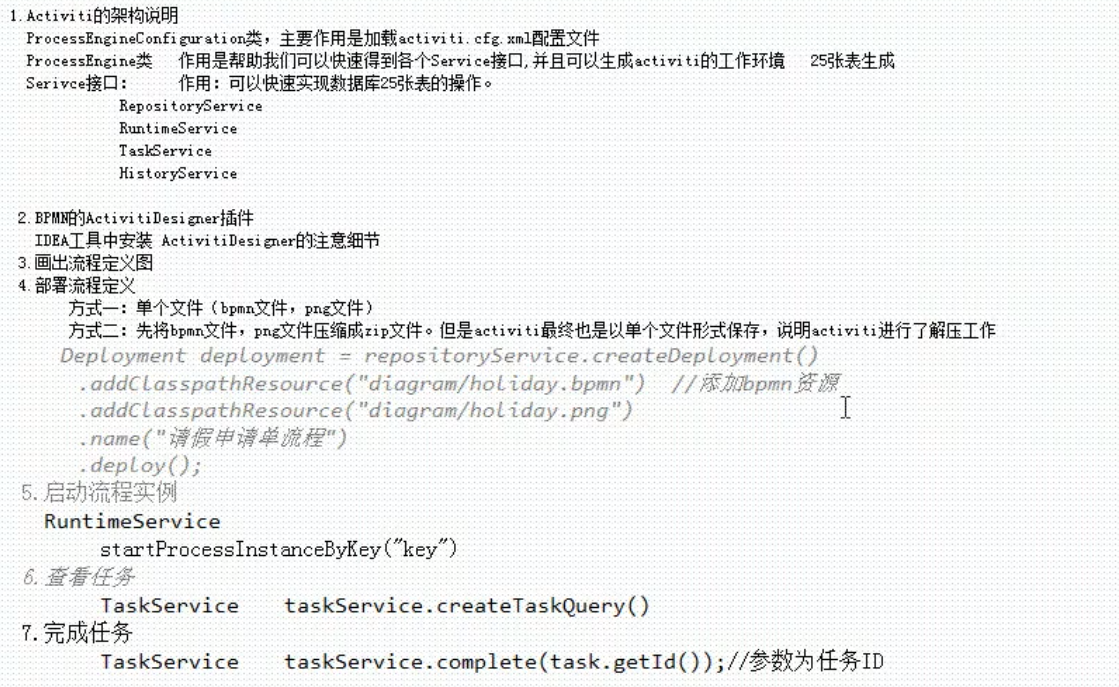 1.Activiti的架构说明
ProcessEngineConfiguration类，主要作用是加载activiti.cfg.xml配置文件
ProcessEngine类 作用是帮助我们可以快速得到各个Service接口,并且可以生成activiti的工作环境 25张表生成
Serivce接口： 作用：可以快速实现数据库25张表的操作。
RepositoryService
RuntimeService
TaskService
HistoryService
2.BPMN的ActivitiDesigner插件
IDEA工具中安装 ActivitiDesigner的注意细节
3.画出流程定义图
4.部署流程定义
方式一：单个文件（bpmn文件，png文件）
方式二：先将bpmn文件，png文件压缩成zip文件。但是activiti最终也是以单个文件形式保存，说明activiti进行了解压工作
Deployment deployment = repositoryService.createDeployment()
.addClasspathResource("diagram/holiday.bpmn") //添加bpmn资源
.addClasspathResource("diagram/holiday.png")
.name("请假申请单流程")
.deploy();
5.启动流程实例
RuntimeService
startProcessInstanceByKey("key")
6.查看任务
TaskService taskService.createTaskQuery()
7.完成任务
TaskService taskService.complete(task.getId());//参数为任务ID